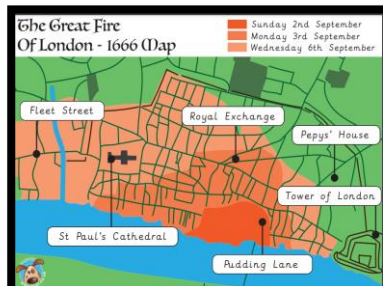 The Great Fire
Of London - 1666 Map
Sunday 2nd September
Monday 3rd September
Wednesday 6th September
Fleet Street
Royal Exchange
Pepys' House
Tower of London
St Paul's Cathedral
Pudding Lane